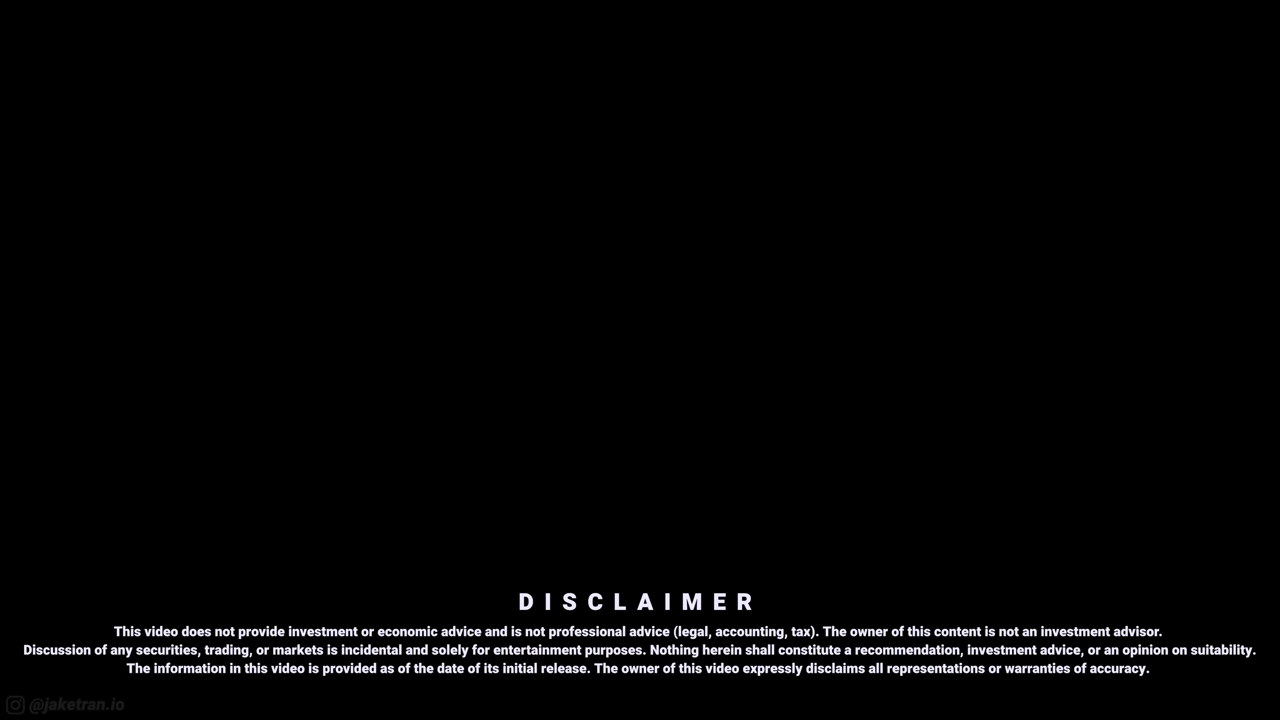 DISCLAIMER
This video does not provide investment or economic advice and is not professional advice (legal, accounting, tax). The owner of this content is not an investment advisor.
Discussion of any securities, trading, or markets is incidental and solely for entertainment purposes. Nothing herein shall constitute a recommendation, investment advice, or an opinion on suitability.
The information in this video is provided as of the date of its initial release. The owner of this video expressly disclaims all representations or warranties of accuracy.
@jaketran.io